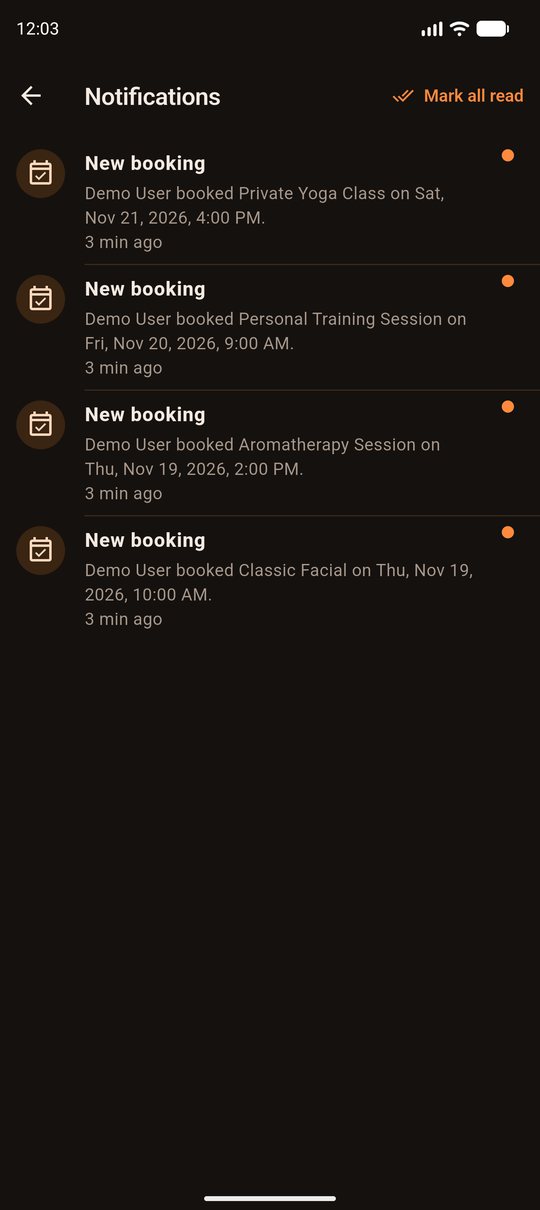 12:03
Notifications
Mark all read
New booking
Demo User booked Private Yoga Class on Sat,
Nov 21, 2026, 4:00 PM.
3 min ago
New booking
Demo User booked Personal Training Session on
Fri, Nov 20, 2026, 9:00 AM.
3 min ago
New booking
Demo User booked Aromatherapy Session on
Thu, Nov 19, 2026, 2:00 PM.
3 min ago
New booking
Demo User booked Classic Facial on Thu, Nov 19,
2026, 10:00 AM.
3 min ago